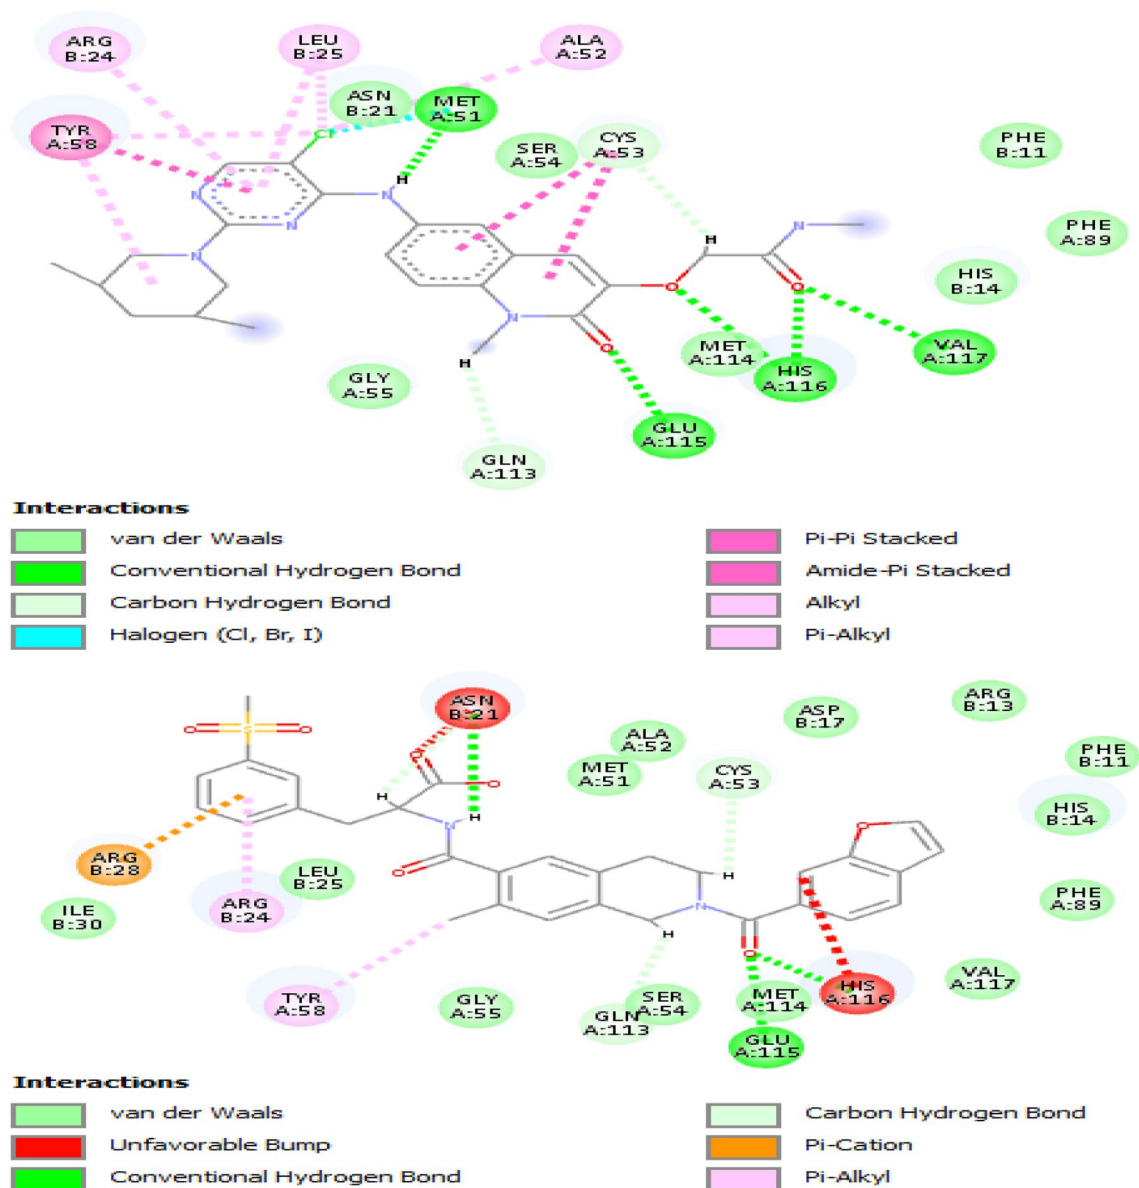 ARG
B:24
LEU
B:25
ALA
A:52
ASN
B:21
MET
A:51
TYR
A:58
Cl
SER
A:54
CYS
A:53
PHE
B:11
H
N
N
H
N
PHE
A:89
N
N
O
O
HIS
B:14
N
O
H
MET
A:114
HIS
A:116
VAL
A:117
GLY
A:55
GLU
A:115
GLN
A:113
Interactions
van der Waals
Conventional Hydrogen Bond
Carbon Hydrogen Bond
Halogen (Cl, Br, I)
Pi-Pi Stacked
Amide-Pi Stacked
Alkyl
Pi-Alkyl
ASN
B:21
ASP
B:17
ARG
B:13
O
S
O
ALA
A:52
MET
A:51
PHE
B:11
O
O
CYS
A:53
H
HIS
B:14
N
H
O
ARG
B:28
O
LEU
B:25
H
PHE
A:89
ILE
B:30
ARG
B:24
N
H
O
VAL
A:117
TYR
A:58
GLY
A:55
SER
A:54
GLN
A:113
MET
A:114
HIS
A:116
GLU
A:115
Interactions
van der Waals
Unfavorable Bump
Conventional Hydrogen Bond
Carbon Hydrogen Bond
Pi-Cation
Pi-Alkyl